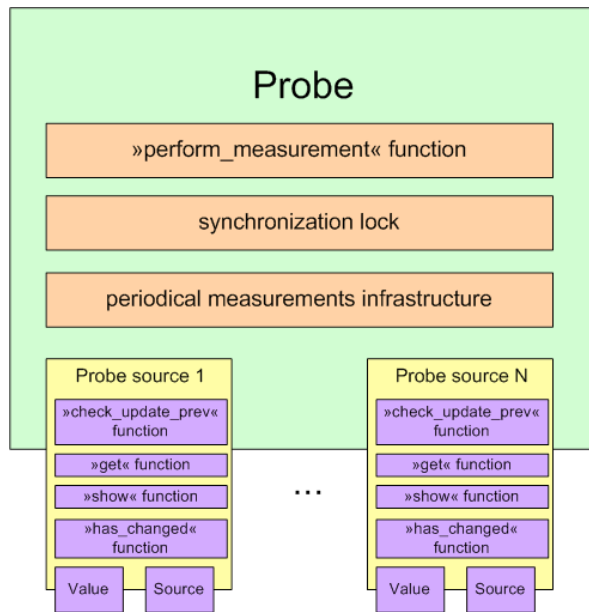 Probe
»perform_measurement« function
synchronization lock
periodical measurements infrastructure
Probe source 1
»check_update_prev«
function
»get« function
»show« function
»has_changed«
function
Value
Source
...
Probe source N
»check_update_prev«
function
»get« function
»show« function
»has_changed«
function
Value
Source